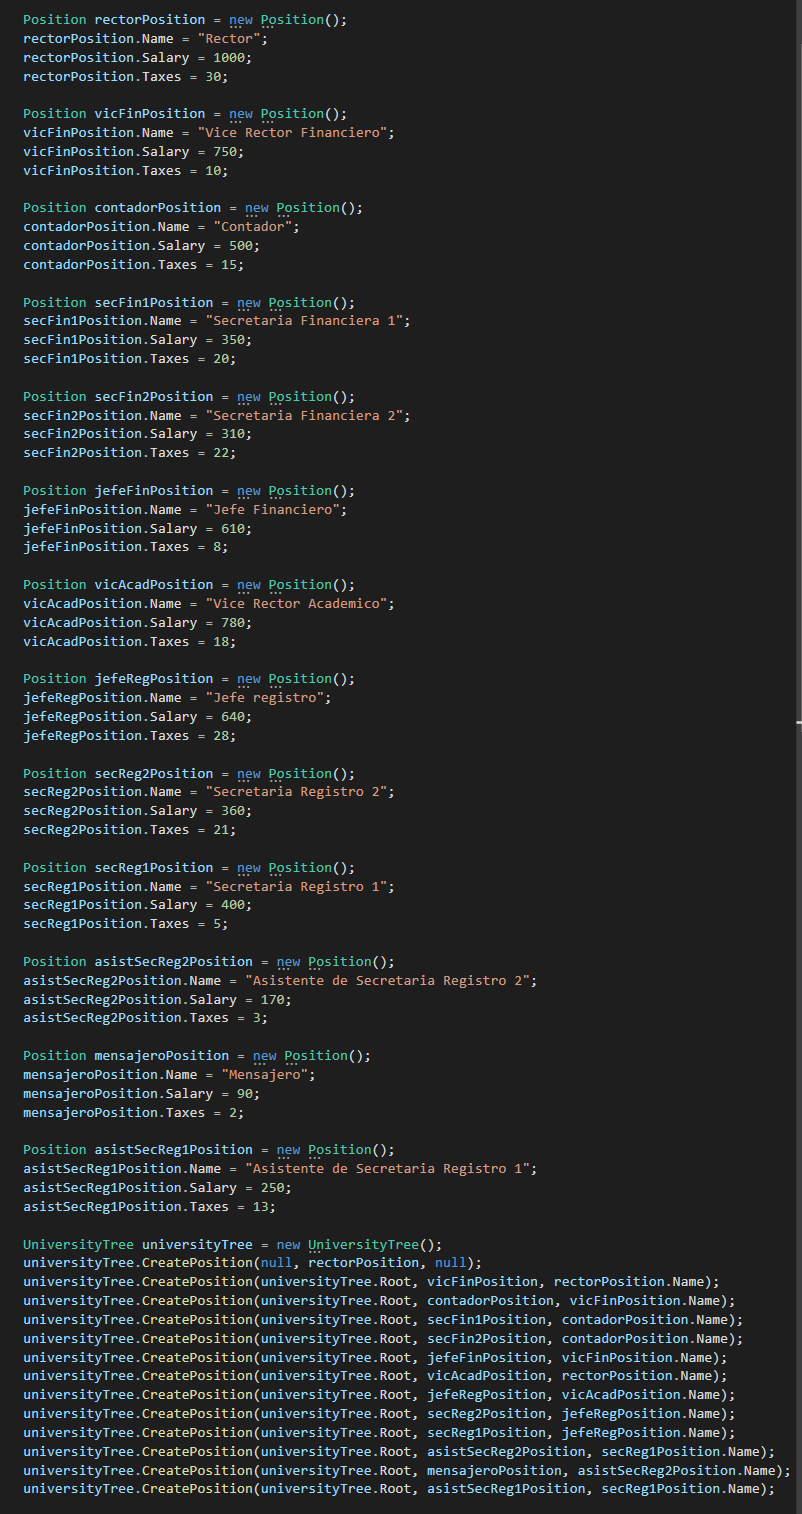 Position rectorPosition = new Position();
rectorPosition.Name = "Rector";
rectorPosition.Salary = 1000;
rectorPosition.Taxes = 30;
Position vicFinPosition = new Position();
vicFinPosition.Name = "Vice Rector Financiero";
vicFinPosition.Salary = 750;
vicFinPosition.Taxes = 10;
Position contadorPosition = new Position();
contadorPosition.Name = "Contador";
contadorPosition.Salary = 500;
contadorPosition.Taxes = 15;
Position secFin1Position = new Position();
secFin1Position.Name = "Secretaria Financiera 1";
secFin1Position.Salary = 350;
secFin1Position.Taxes = 20;
Position secFin2Position = new Position();
secFin2Position.Name = "Secretaria Financiera 2";
secFin2Position.Salary = 310;
secFin2Position.Taxes = 22;
Position jefeFinPosition = new Position();
jefeFinPosition.Name = "Jefe Financiero";
jefeFinPosition.Salary = 610;
jefeFinPosition.Taxes = 8;
Position vicAcadPosition = new Position();
vicAcadPosition.Name = "Vice Rector Academico";
vicAcadPosition.Salary = 780;
vicAcadPosition.Taxes = 18;
Position jefeRegPosition = new Position();
jefeRegPosition.Name = "Jefe registro";
jefeRegPosition.Salary = 640;
jefeRegPosition.Taxes = 28;
Position secReg2Position = new Position();
secReg2Position.Name = "Secretaria Registro 2";
secReg2Position.Salary = 360;
secReg2Position.Taxes = 21;
Position secReg1Position = new Position();
secReg1Position.Name = "Secretaria Registro 1";
secReg1Position.Salary = 400;
secReg1Position.Taxes = 5;
Position asistSecReg2Position = new Position();
asistSecReg2Position.Name = "Asistente de Secretaria Registro 2";
asistSecReg2Position.Salary = 170;
asistSecReg2Position.Taxes = 3;
Position mensajeroPosition = new Position();
mensajeroPosition.Name = "Mensajero";
mensajeroPosition.Salary = 90;
mensajeroPosition.Taxes = 2;
Position asistSecReg1Position = new Position();
asistSecReg1Position.Name = "Asistente de Secretaria Registro 1";
asistSecReg1Position.Salary = 250;
asistSecReg1Position.Taxes = 13;
UniversityTree universityTree = new UniversityTree();
universityTree.CreatePosition(null, rectorPosition, null);
universityTree.CreatePosition(universityTree.Root, vicFinPosition, rectorPosition.Name);
universityTree.CreatePosition(universityTree.Root, contadorPosition, vicFinPosition.Name);
universityTree.CreatePosition(universityTree.Root, secFin1Position, contadorPosition.Name);
universityTree.CreatePosition(universityTree.Root, secFin2Position, contadorPosition.Name);
universityTree.CreatePosition(universityTree.Root, jefeFinPosition, vicFinPosition.Name);
universityTree.CreatePosition(universityTree.Root, vicAcadPosition, rectorPosition.Name);
universityTree.CreatePosition(universityTree.Root, jefeRegPosition, vicAcadPosition.Name);
universityTree.CreatePosition(universityTree.Root, secReg2Position, jefeRegPosition.Name);
universityTree.CreatePosition(universityTree.Root, secReg1Position, jefeRegPosition.Name);
universityTree.CreatePosition(universityTree.Root, asistSecReg2Position, secReg1Position.Name);
universityTree.CreatePosition(universityTree.Root, mensajeroPosition, asistSecReg2Position.Name);
universityTree.CreatePosition(universityTree.Root, asistSecReg1Position, secReg1Position.Name);